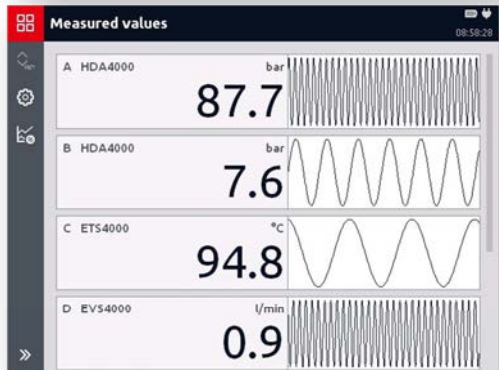 Measured values
08:58:28
A HDA4000 bar
87.7
B HDA4000 bar
7.6
C ETS4000 °C
94.8
D EVS4000 l/min
0.9